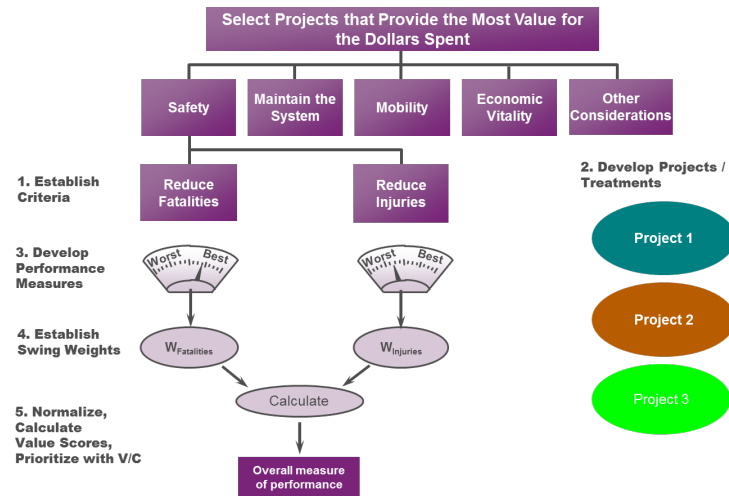 Select Projects that Provide the Most Value for
the Dollars Spent
Safety
Maintain the
System
Mobility
Economic
Vitality
Other
Considerations
1. Establish
Criteria
Reduce
Fatalities
Reduce
Injuries
2. Develop Projects /
Treatments
Project 1
3. Develop
Performance
Measures
Worst Best
Worst Best
Project 2
4. Establish
Swing Weights
WFatalities
WInjuries
Project 3
5. Normalize,
Calculate
Value Scores,
Prioritize with V/C
Calculate
Overall measure
of performance